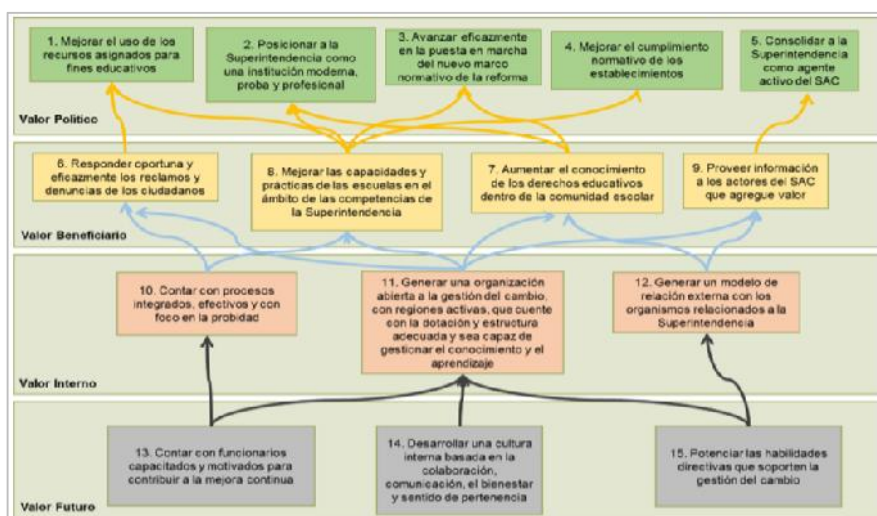 1. Mejorar el uso de los
recursos asignados para
fines educativos
2. Posicionar a la
Superintendencia como
una institución moderna,
proba y profesional
3. Avanzar eficazmente
en la puesta en marcha
del nuevo marco
normativo de la reforma
4. Mejorar el cumplimiento
normativo de los
establecimientos
5. Consolidar a la
Superintendencia
como agente
activo del SAC
Valor Político
6. Responder oportuna y
eficazmente los reclamos y
denuncias de los ciudadanos
8. Mejorar las capacidades y
prácticas de las escuelas en el
ámbito de las competencias de
la Superintendencia
7. Aumentar el conocimiento
de los derechos educativos
dentro de la comunidad escolar
9. Proveer información
a los actores del SAC
que agregue valor
Valor Beneficiario
10. Contar con procesos
integrados, efectivos y con
foco en la probidad
11. Generar una organización
abierta a la gestión del cambio,
con regiones activas, que cuente
con la dotación y estructura
adecuada y sea capaz de
gestionar el conocimiento y el
aprendizaje
12. Generar un modelo de
relación externa con los
organismos relacionados a la
Superintendencia
Valor Interno
13. Contar con funcionarios
capacitados y motivados para
contribuir a la mejora continua
14. Desarrollar una cultura
interna basada en la
colaboración,
comunicación, el bienestar
y sentido de pertenencia
15. Potenciar las habilidades
directivas que soporten la
gestión del cambio
Valor Futuro